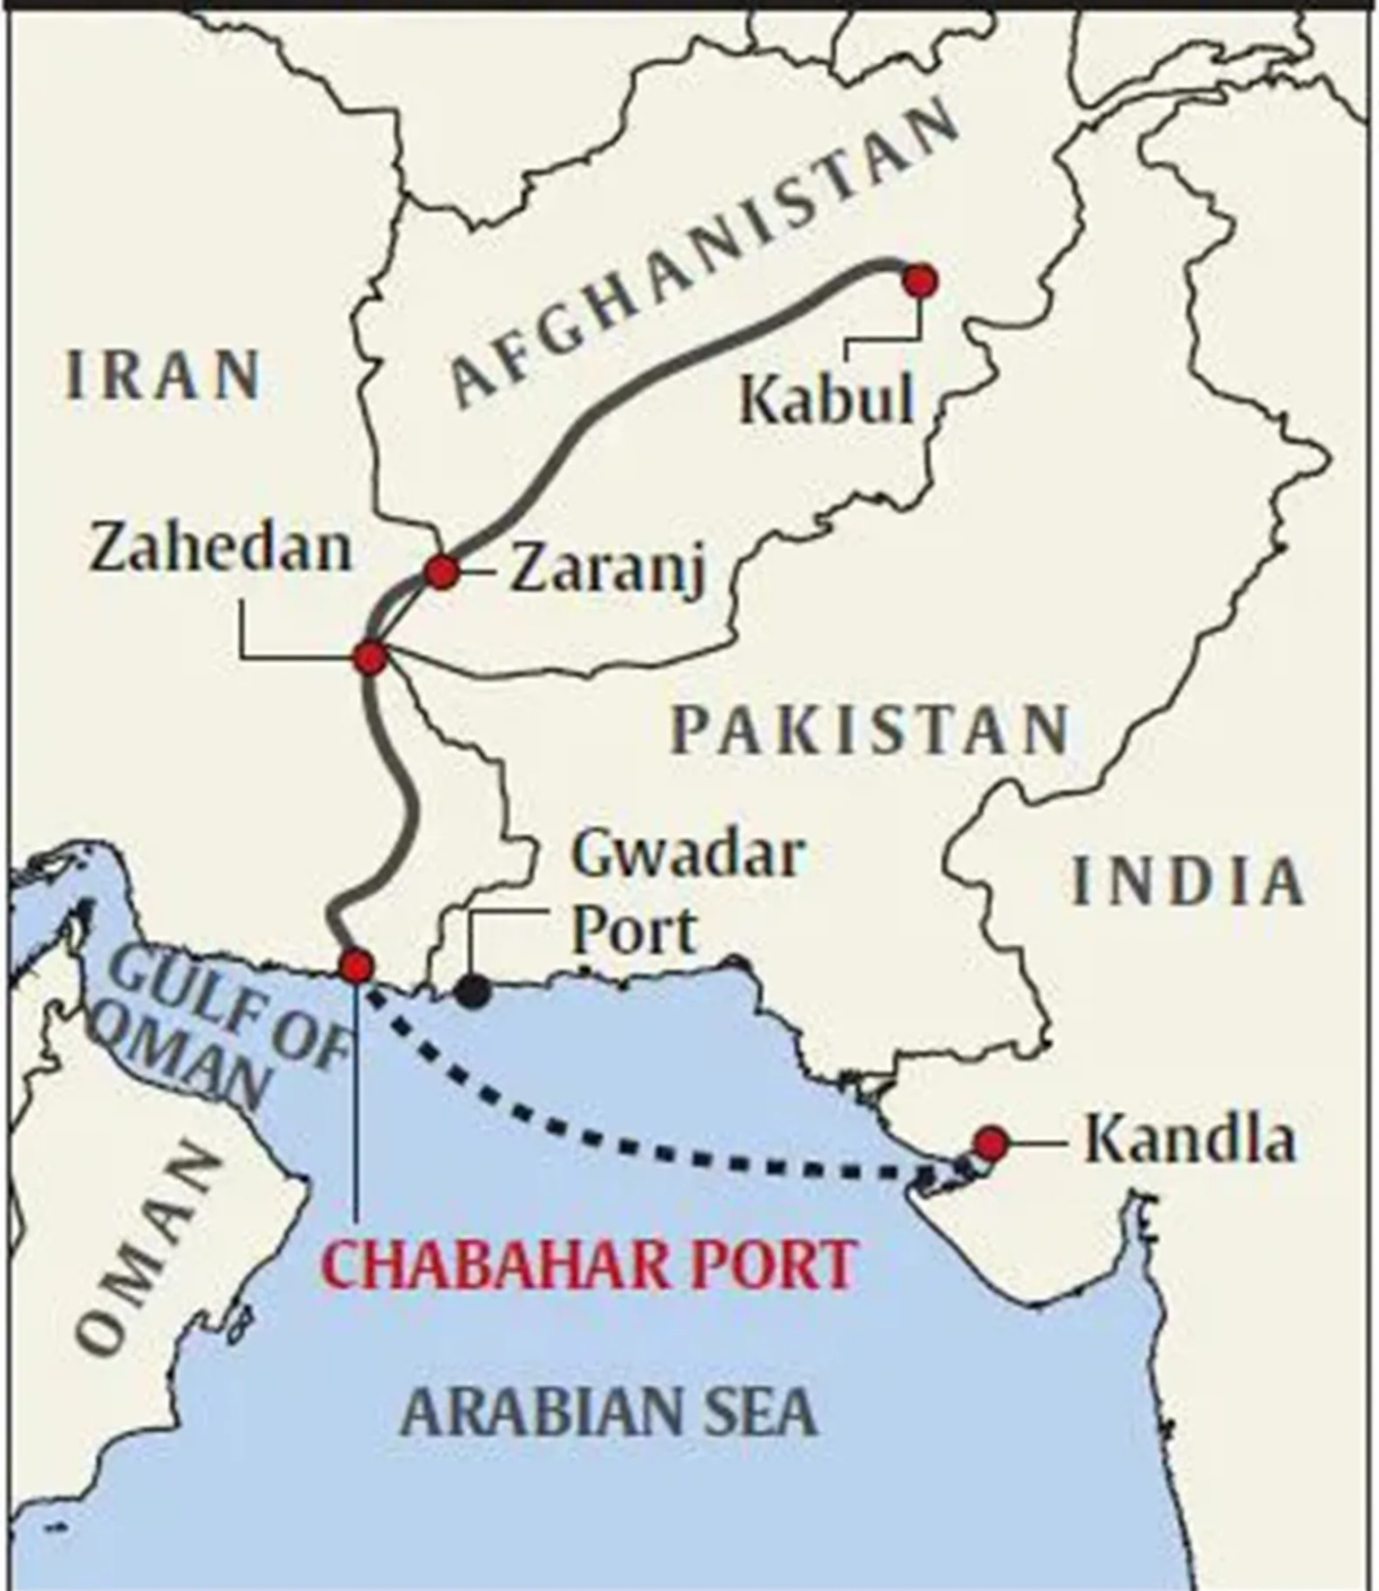 AFGHANISTAN
IRAN
Kabul
Zahedan
Zaranj
PAKISTAN
Gwadar
Port
INDIA
GULF OF
OMAN
Kandla
OMAN
CHABAHAR PORT
ARABIAN SEA